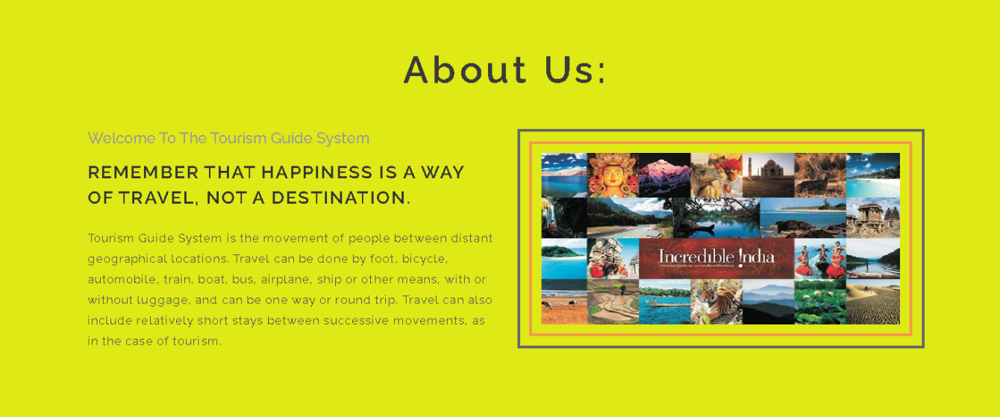 About Us:
Welcome To The Tourism Guide System
REMEMBER THAT HAPPINESS IS A WAY
OF TRAVEL, NOT A DESTINATION.
Tourism Guide System is the movement of people between distant
geographical locations. Travel can be done by foot, bicycle,
automobile, train, boat, bus, airplane, ship or other means, with or
without luggage, and can be one way or round trip. Travel can also
include relatively short stays between successive movements, as
in the case of tourism.
Incredible !ndia